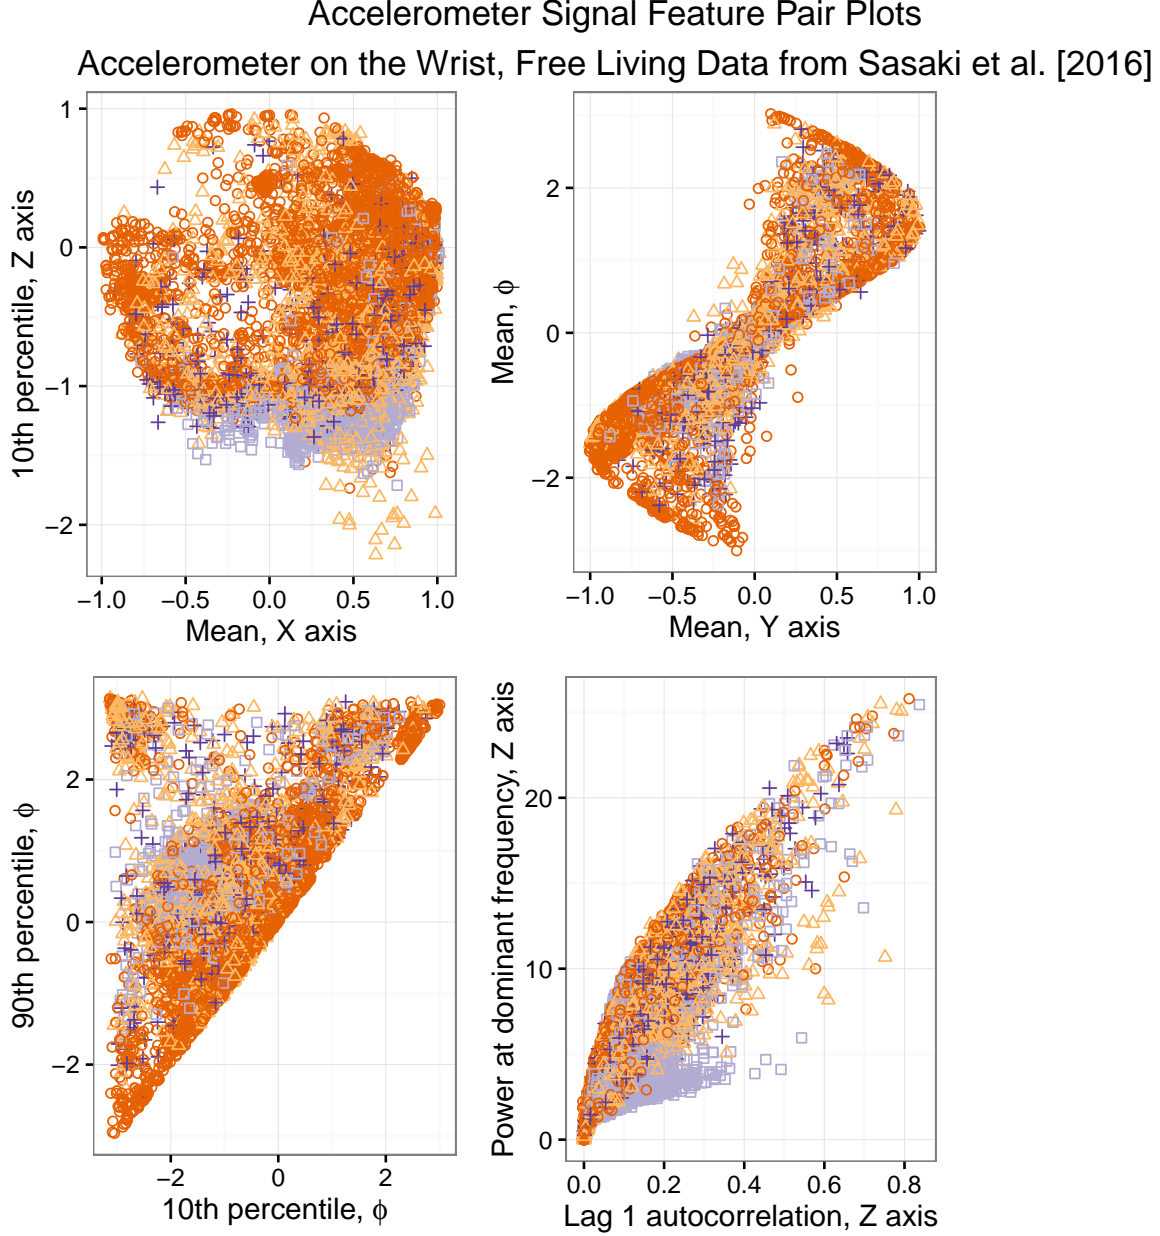 Accelerometer Signal Feature Pair Plots
Accelerometer on the Wrist, Free Living Data from Sasaki et al. [2016]
10th percentile, Z axis
1
0
−1
−2
−1.0 −0.5 0.0 0.5 1.0
Mean, X axis
Mean, ϕ
2
0
−2
−1.0 −0.5 0.0 0.5 1.0
Mean, Y axis
90th percentile, ϕ
2
0
−2
−2 0 2
10th percentile, ϕ
Power at dominant frequency, Z axis
20
10
0
0.0 0.2 0.4 0.6 0.8
Lag 1 autocorrelation, Z axis